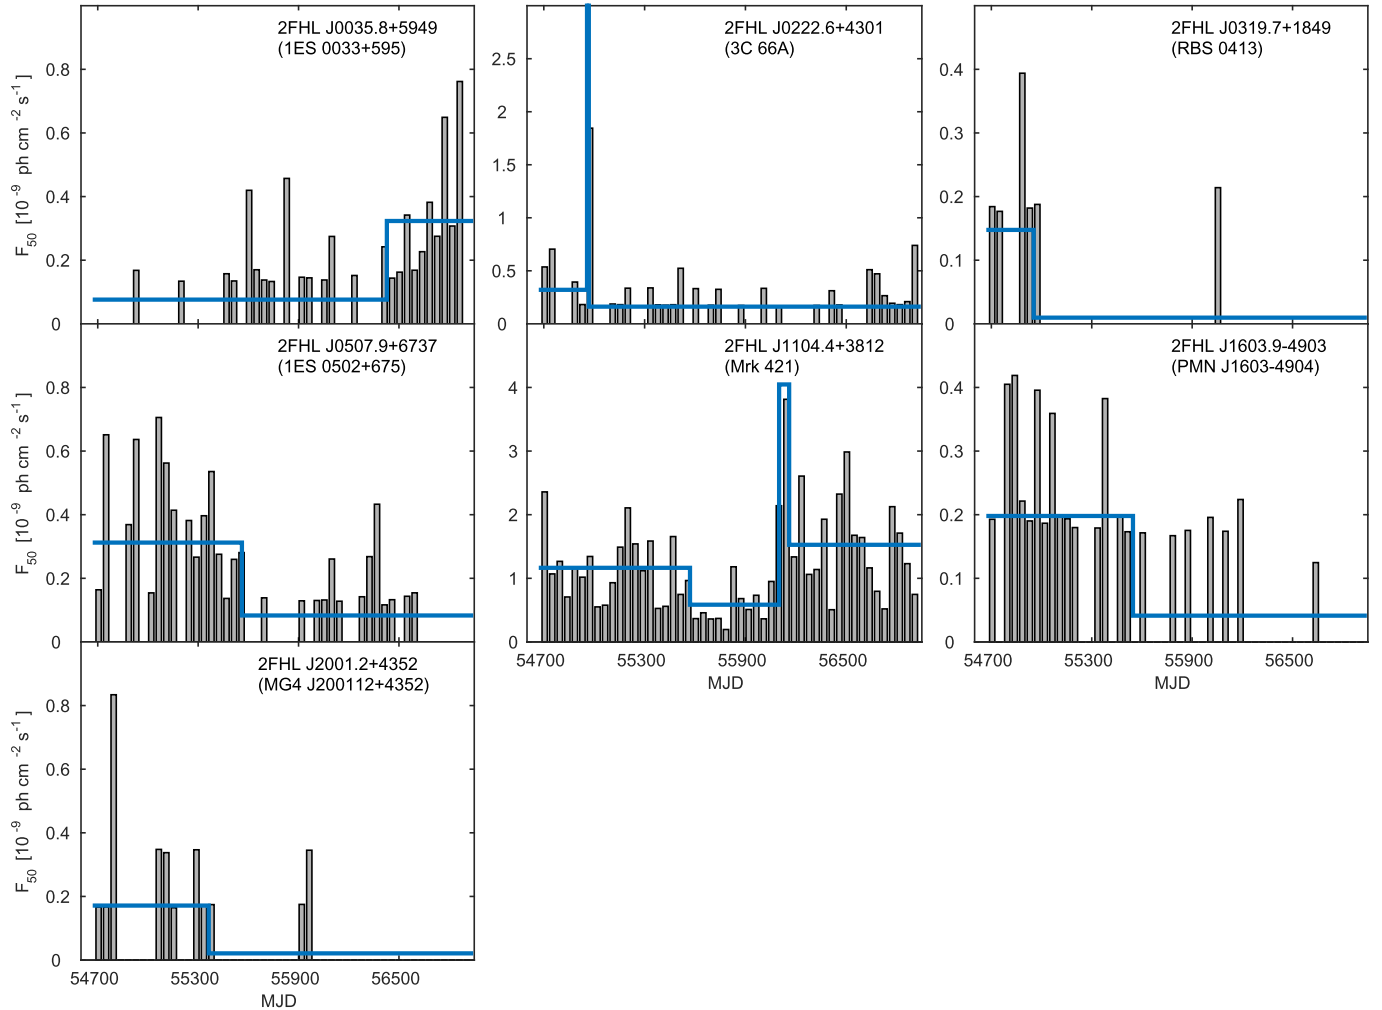 2FHL J0035.8+5949
(1ES 0033+595)
0.8
0.6
0.4
0.2
0
F50 [10-9 ph cm-2 s-1]
2FHL J0222.6+4301
(3C 66A)
2.5
2
1.5
1
0.5
0
2FHL J0319.7+1849
(RBS 0413)
0.4
0.3
0.2
0.1
0
2FHL J0507.9+6737
(1ES 0502+675)
0.8
0.6
0.4
0.2
0
F50 [10-9 ph cm-2 s-1]
2FHL J1104.4+3812
(Mrk 421)
4
3
2
1
0
54700 55300 55900 56500
MJD
2FHL J1603.9-4903
(PMN J1603-4904)
0.4
0.3
0.2
0.1
0
54700 55300 55900 56500
MJD
2FHL J2001.2+4352
(MG4 J200112+4352)
0.8
0.6
0.4
0.2
0
F50 [10-9 ph cm-2 s-1]
54700 55300 55900 56500
MJD